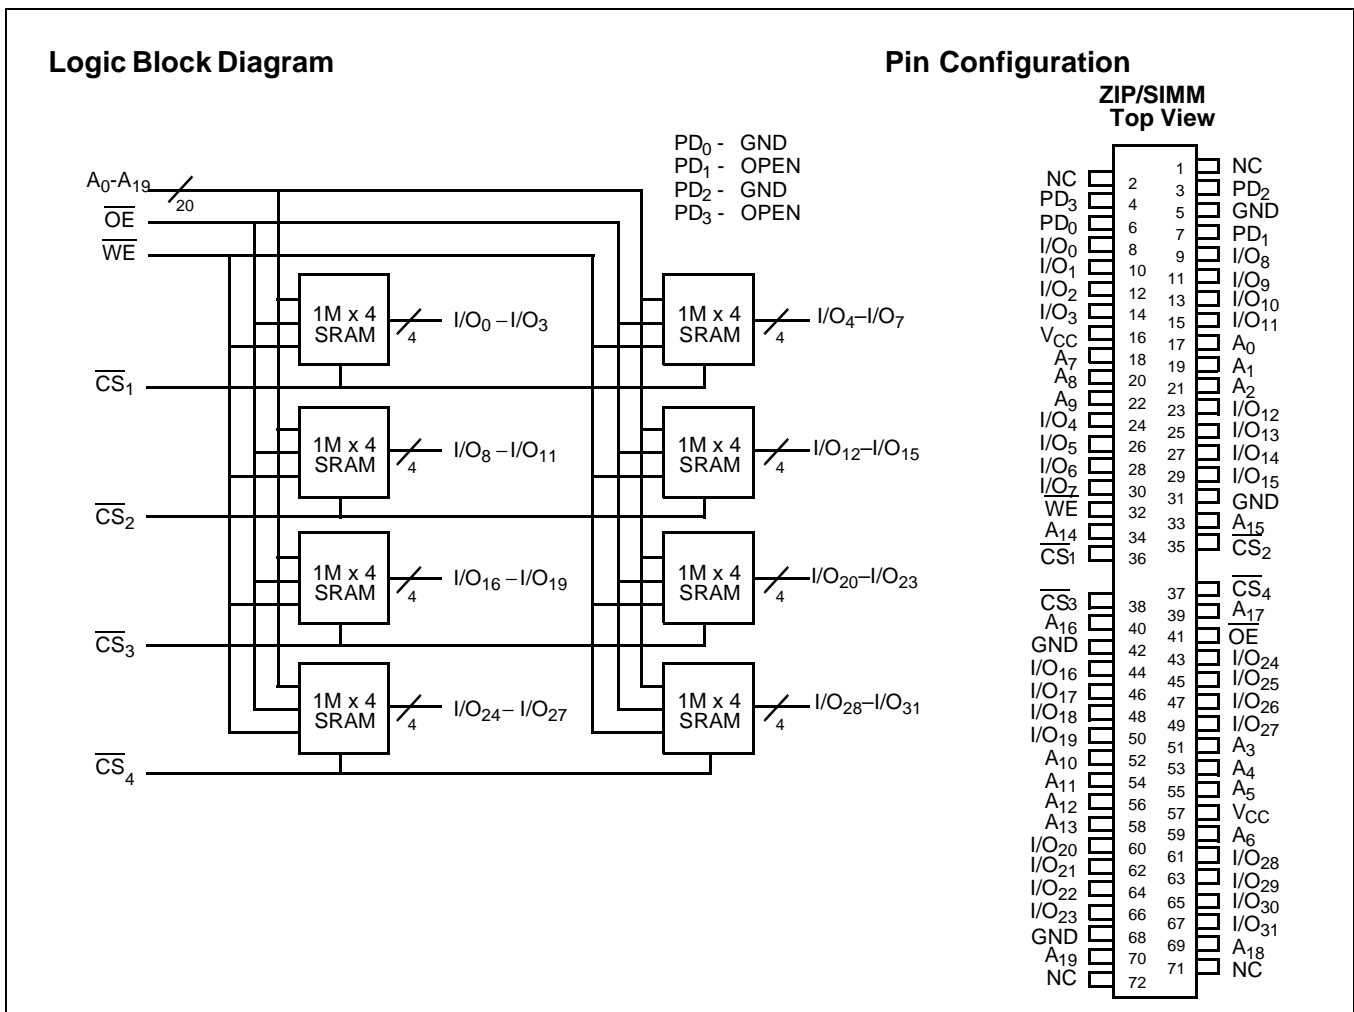 Logic Block Diagram
A0-A19
20
OE
WE
PD0 - GND
PD1 - OPEN
PD2 - GND
PD3 - OPEN
1M x 4
SRAM
4
I/O0 – I/O3
1M x 4
SRAM
4
I/O4–I/O7
CS1
1M x 4
SRAM
4
I/O8 – I/O11
1M x 4
SRAM
4
I/O12–I/O15
CS2
1M x 4
SRAM
4
I/O16 – I/O19
1M x 4
SRAM
4
I/O20–I/O23
CS3
1M x 4
SRAM
4
I/O24 – I/O27
1M x 4
SRAM
4
I/O28–I/O31
CS4
Pin Configuration
ZIP/SIMM
Top View
1 NC
NC 2
3 PD2
PD3 4
5 GND
PD0 6
7 PD1
I/O0 8
9 I/O8
I/O1 10
11 I/O9
I/O2 12
13 I/O10
I/O3 14
15 I/O11
VCC 16
17 A0
A7 18
19 A1
A8 20
21 A2
A9 22
23 I/O12
I/O4 24
25 I/O13
I/O5 26
27 I/O14
I/O6 28
29 I/O15
I/O7 30
31 GND
WE 32
33 A15
A14 34
35 CS2
CS1 36
37 CS4
CS3 38
39 A17
A16 40
41 OE
GND 42
43 I/O24
I/O16 44
45 I/O25
I/O17 46
47 I/O26
I/O18 48
49 I/O27
I/O19 50
51 A3
A10 52
53 A4
A11 54
55 A5
A12 56
57 VCC
A13 58
59 A6
I/O20 60
61 I/O28
I/O21 62
63 I/O29
I/O22 64
65 I/O30
I/O23 66
67 I/O31
GND 68
69 A18
A19 70
71 NC
NC 72